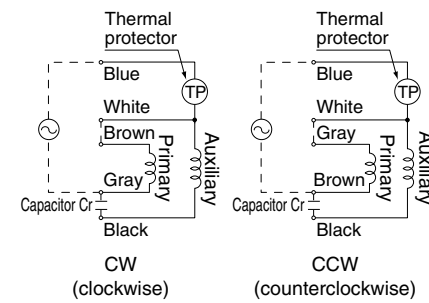 Thermal
protector
Blue
TP
White
Brown
Primary
Auxiliary
Gray
Capacitor Cr
Black
CW
(clockwise)
Thermal
protector
Blue
TP
White
Gray
Primary
Auxiliary
Brown
Capacitor Cr
Black
CCW
(counterclockwise)